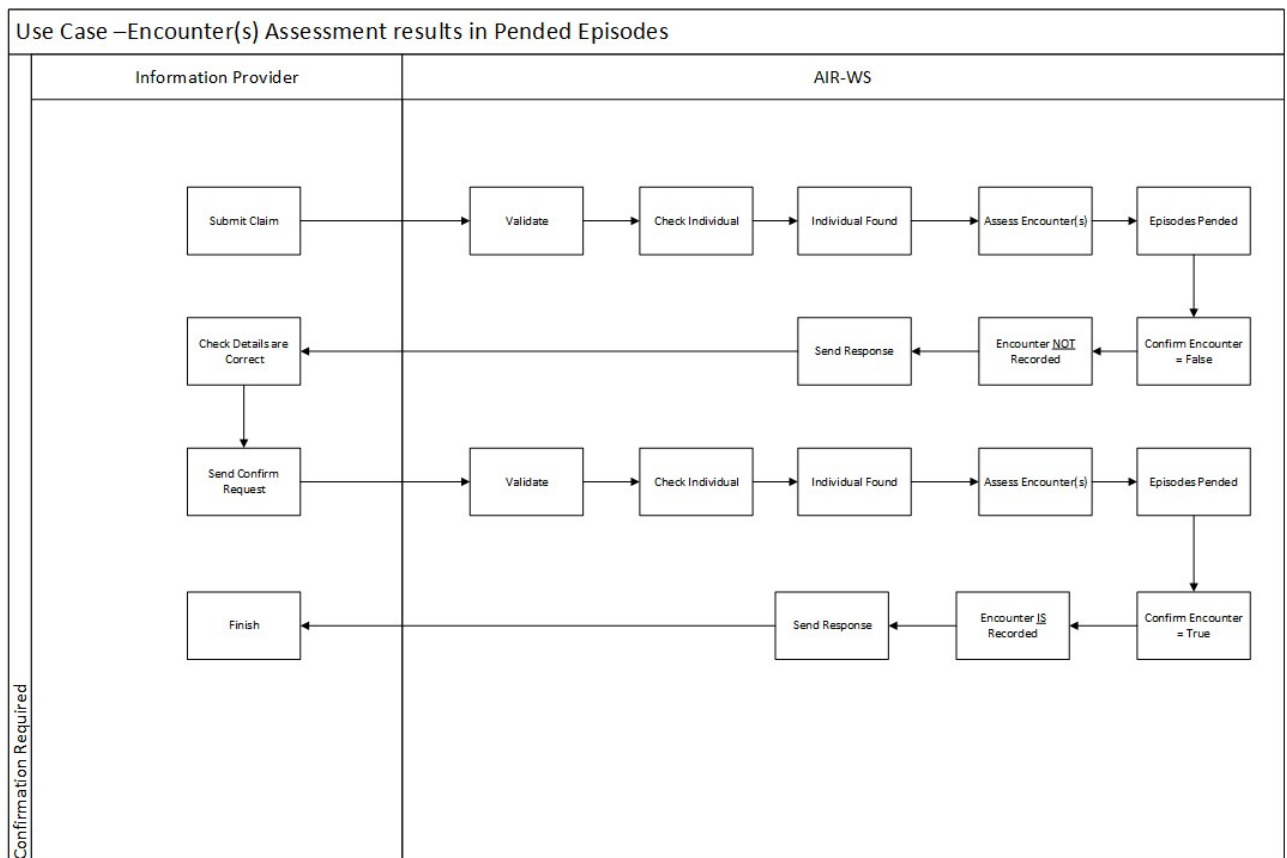 Use Case –Encounter(s) Assessment results in Pended Episodes
Information Provider
AIR-WS
Submit Claim
Validate
Check Individual
Individual Found
Assess Encounter(s)
Episodes Pended
Check Details are
Correct
Send Response
Encounter NOT
Recorded
Confirm Encounter
= False
Send Confirm
Request
Validate
Check Individual
Individual Found
Assess Encounter(s)
Episodes Pended
Finish
Send Response
Encounter IS
Recorded
Confirm Encounter
= True
Confirmation Required